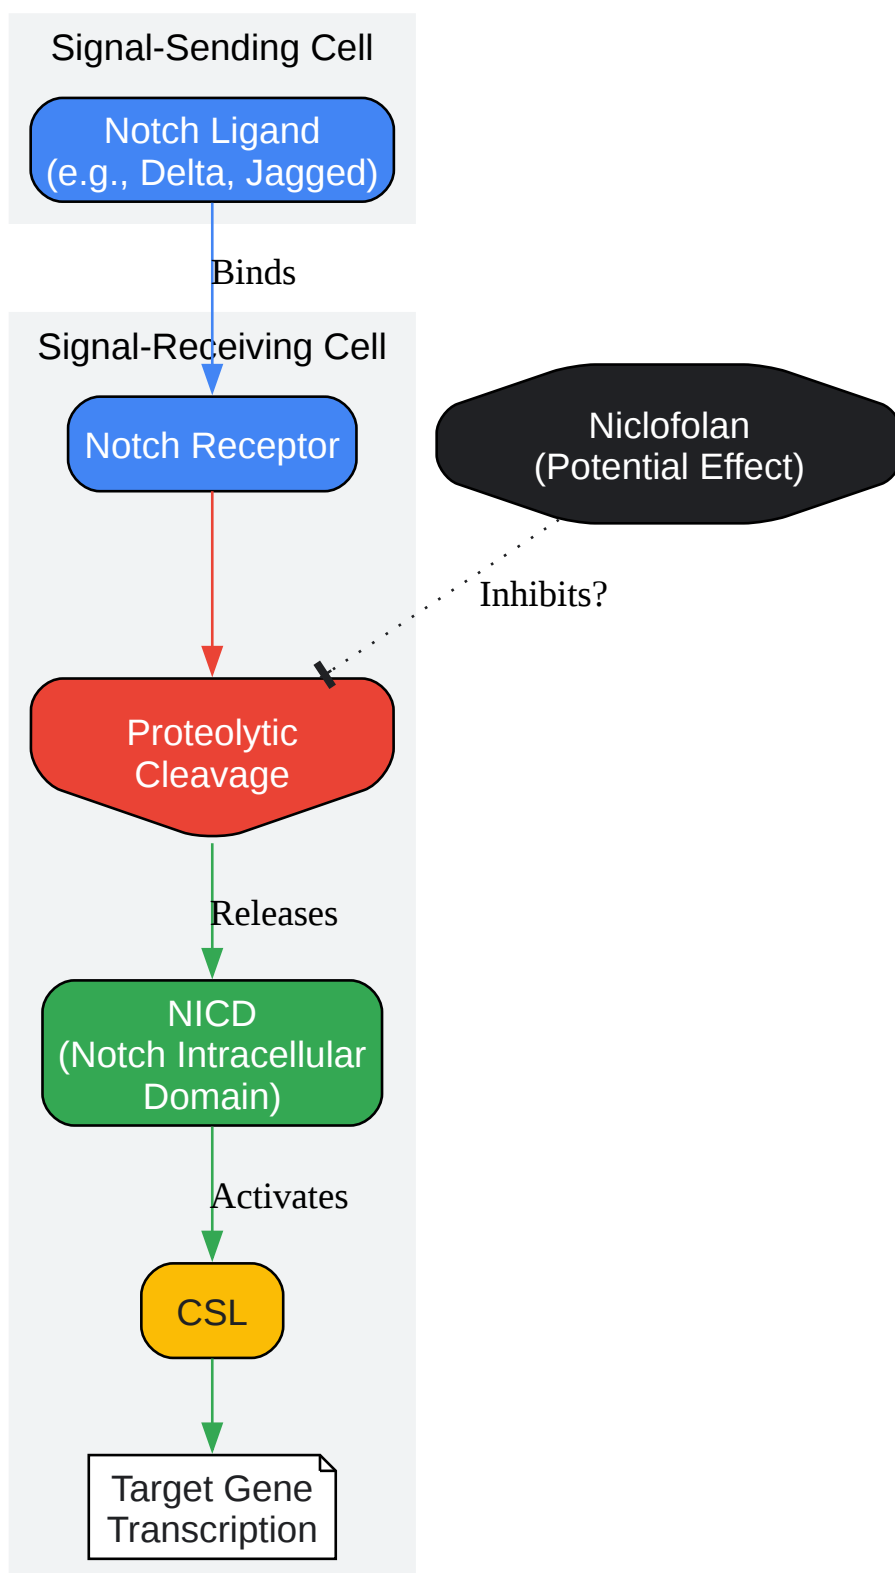 Signal-Sending Cell
Notch Ligand
(e.g., Delta, Jagged)
Binds
Signal-Receiving Cell
Notch Receptor
Niclofolan
(Potential Effect)
Inhibits?
Proteolytic
Cleavage
Releases
NICD
(Notch Intracellular
Domain)
Activates
CSL
Target Gene
Transcription